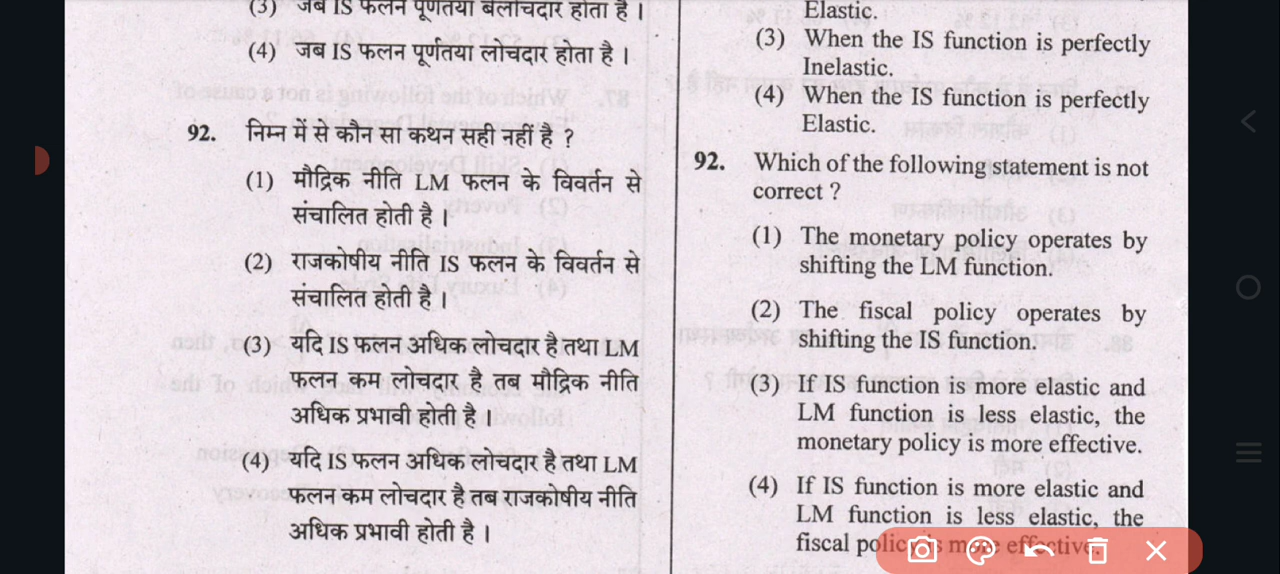 (3) जब IS फलन पूर्णतया बेलोचदार होता है ।
(4) जब IS फलन पूर्णतया लोचदार होता है ।
92. निम्न में से कौन सा कथन सही नहीं है ?
(1) मौद्रिक नीति LM फलन के विवर्तन से
संचालित होती है ।
(2) राजकोषीय नीति IS फलन के विवर्तन से
संचालित होती है ।
(3) यदि IS फलन अधिक लोचदार है तथा LM
फलन कम लोचदार है तब मौद्रिक नीति
अधिक प्रभावी होती है ।
(4) यदि IS फलन अधिक लोचदार है तथा LM
फलन कम लोचदार है तब राजकोषीय नीति
अधिक प्रभावी होती है ।
Elastic.
(3) When the IS function is perfectly
Inelastic.
(4) When the IS function is perfectly
Elastic.
92. Which of the following statement is not
correct ?
(1) The monetary policy operates by
shifting the LM function.
(2) The fiscal policy operates by
shifting the IS function.
(3) If IS function is more elastic and
LM function is less elastic, the
monetary policy is more effective.
(4) If IS function is more elastic and
LM function is less elastic, the
fiscal policy is more effective.